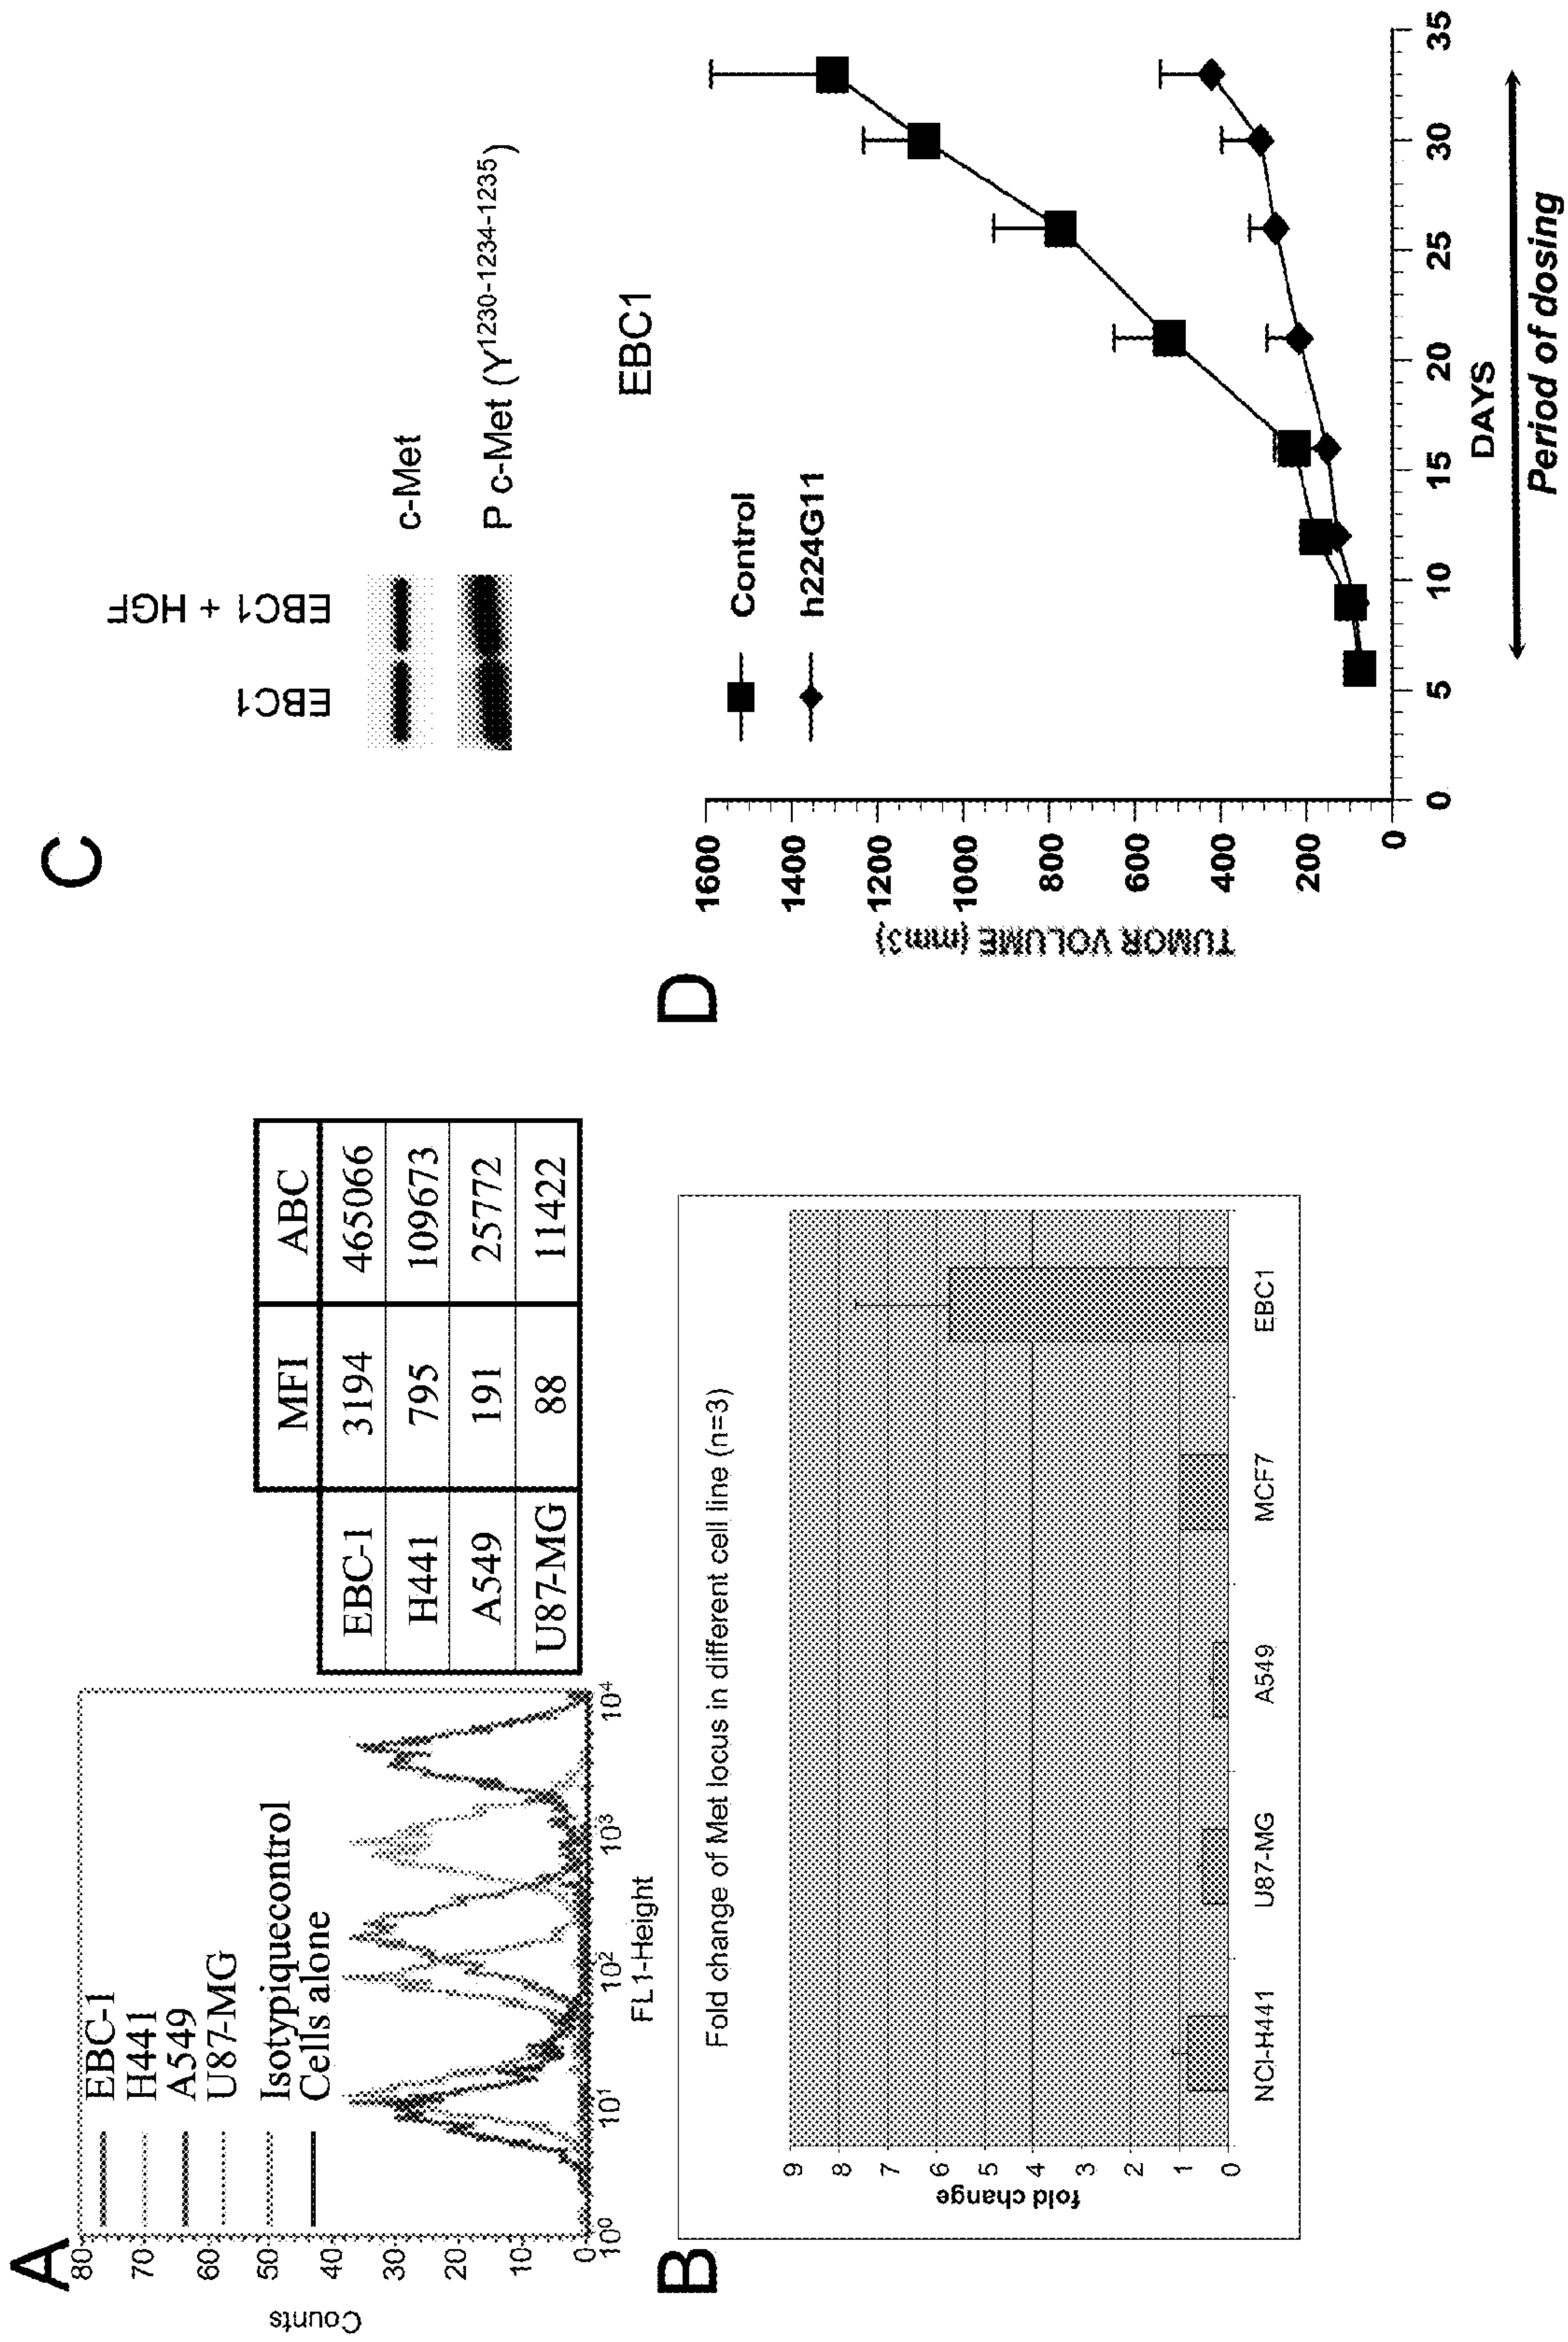 A
80
70
60
50
40
30
20
10
0
Counts
EBC-1
H441
A549
U87-MG
Isotypiquecontrol
Cells alone
10⁰ 10¹ 10² 10³ 10⁴
FL1-Height
MFI ABC
EBC-1 3194 465066
H441 795 109673
A549 191 25772
U87-MG 88 11422
B
Fold change of Met locus in different cell line (n=3)
9
8
7
6
5
4
3
2
1
0
fold change
NCI-H441 U87-MG A549 MCF7 EBC1
C
EBC1 EBC1 + HGF
c-Met
P c-Met (Y¹²³⁰⁻¹²³⁴⁻¹²³⁵)
D
EBC1
Control
h224G11
1600
1400
1200
1000
800
600
400
200
0
TUMOR VOLUME (mm3)
0 5 10 15 20 25 30 35
DAYS
Period of dosing